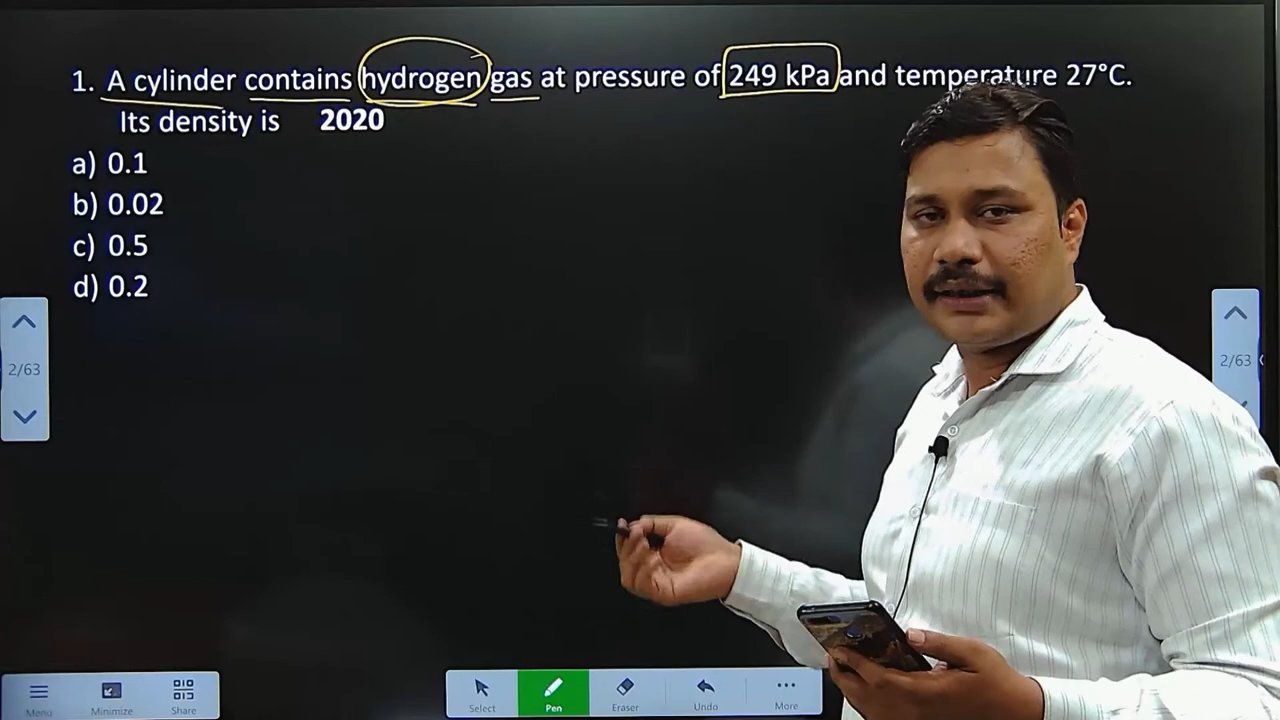 1. A cylinder contains hydrogen gas at pressure of 249 kPa and temperature 27°C.
Its density is 2020
a) 0.1
b) 0.02
c) 0.5
d) 0.2
2/63
2/63
Menu
Minimize
Share
Select
Pen
Eraser
Undo
More